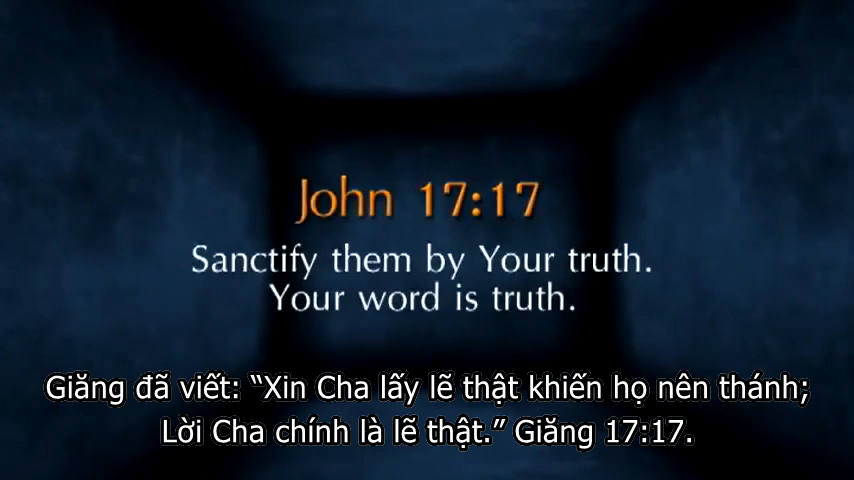 John 17:17
Sanctify them by Your truth.
Your word is truth.
Giăng đã viết: “Xin Cha lấy lẽ thật khiến họ nên thánh;
Lời Cha chính là lẽ thật.” Giăng 17:17.